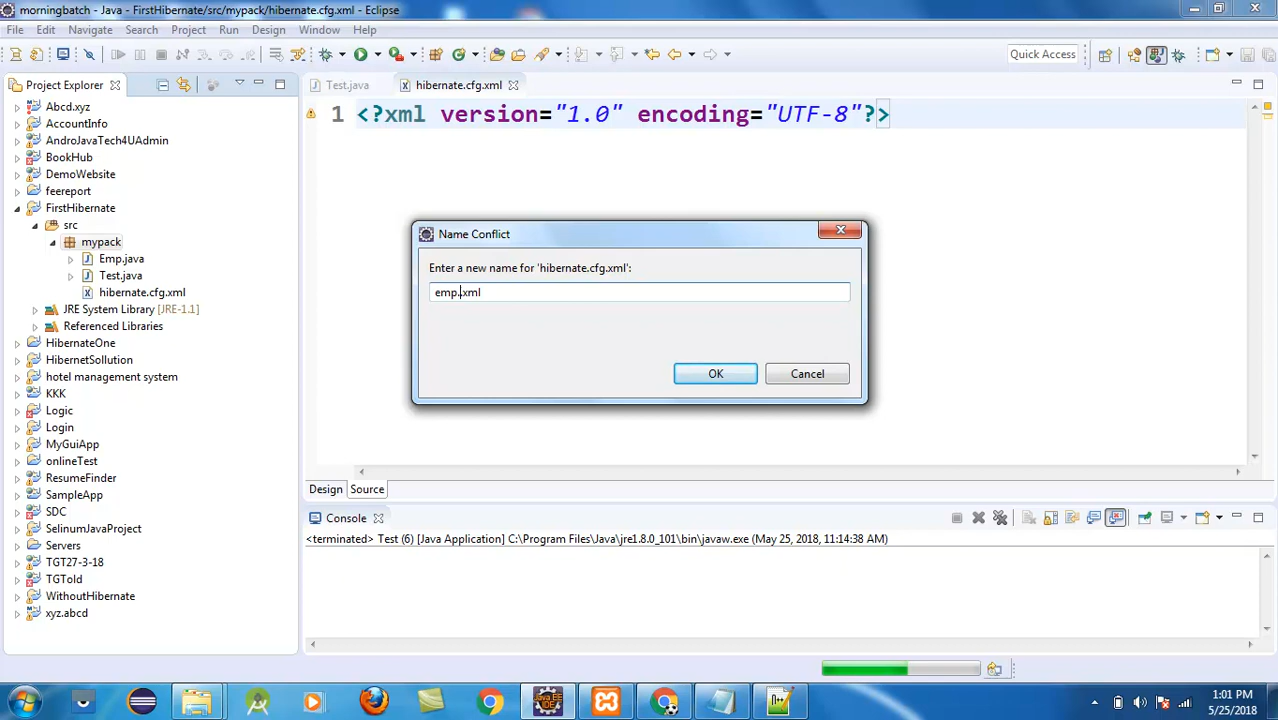 morningbatch - Java - FirstHibernate/src/mypack/hibernate.cfg.xml - Eclipse
File Edit Navigate Search Project Run Design Window Help
Quick Access
Project Explorer
Test.java hibernate.cfg.xml
Abcd.xyz
AccountInfo
AndroJavaTech4UAdmin
BookHub
DemoWebsite
feereport
FirstHibernate
src
mypack
Emp.java
Test.java
hibernate.cfg.xml
JRE System Library [JRE-1.1]
Referenced Libraries
HibernateOne
HibernetSollution
hotel management system
KKK
Logic
Login
MyGuiApp
onlineTest
ResumeFinder
SampleApp
SDC
SelinumJavaProject
Servers
TGT27-3-18
TGTold
WithoutHibernate
xyz.abcd
1 <?xml version="1.0" encoding="UTF-8"?>
Name Conflict
Enter a new name for 'hibernate.cfg.xml':
emp.xml
OK Cancel
Design Source
Console
<terminated> Test (6) [Java Application] C:\Program Files\Java\jre1.8.0_101\bin\javaw.exe (May 25, 2018, 11:14:38 AM)
1:01 PM
5/25/2018